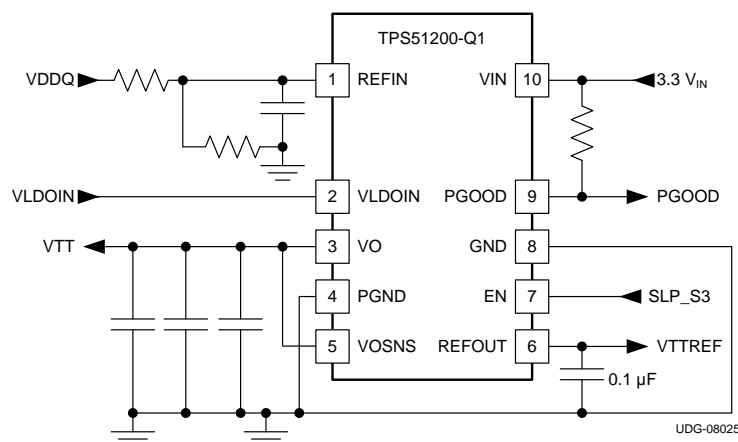 TPS51200-Q1
VDDQ
1 REFIN
VIN 10
3.3 VIN
VLDOIN
2 VLDOIN
PGOOD 9
PGOOD
VTT
3 VO
GND 8
4 PGND
EN 7
SLP_S3
5 VOSNS
REFOUT 6
VTTREF
0.1 µF
UDG-08025